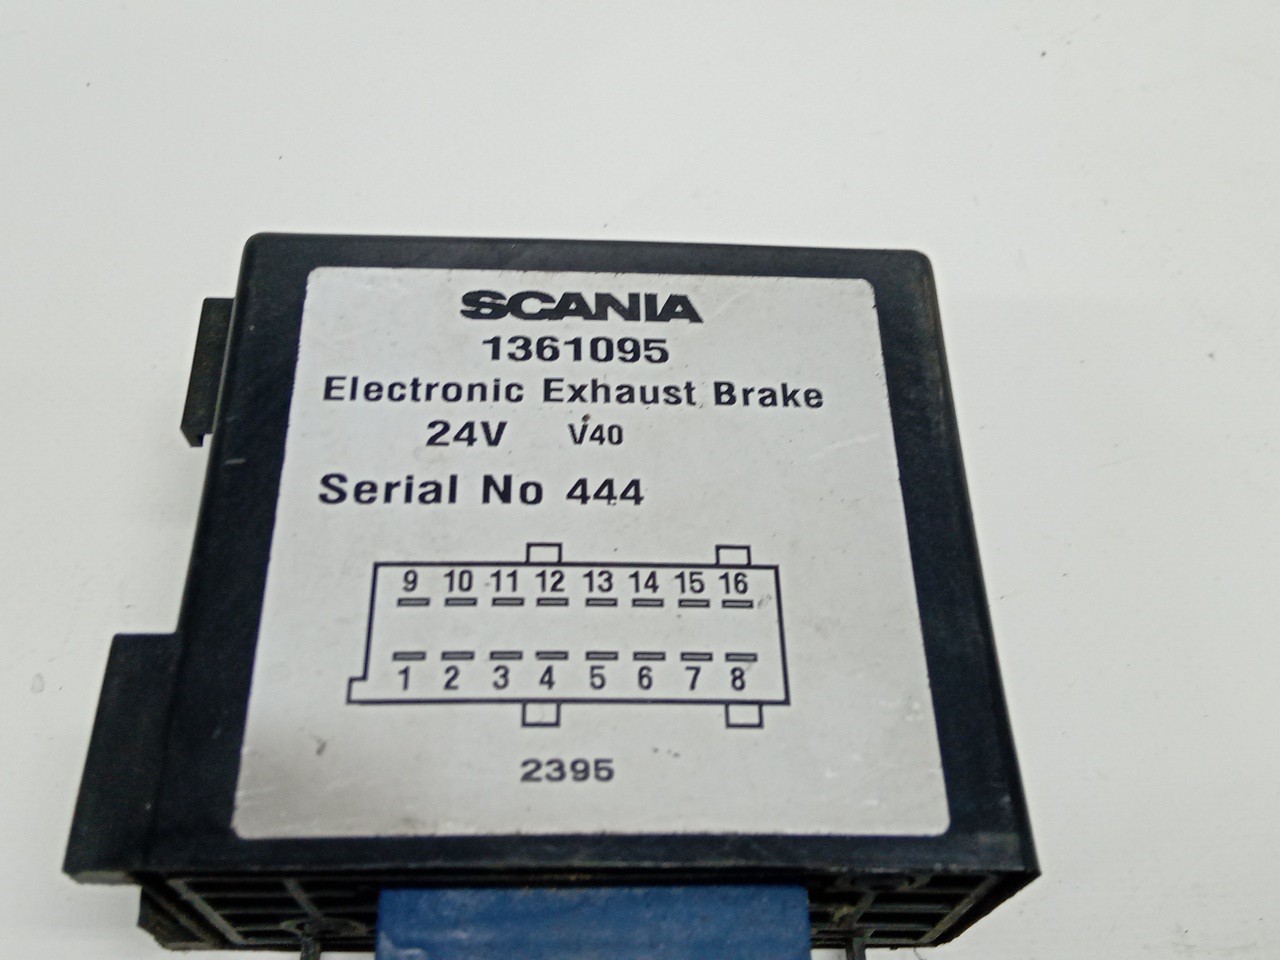 SCANIA
1361095
Electronic Exhaust Brake
24V V40
Serial No 444
9 10 11 12 13 14 15 16
1 2 3 4 5 6 7 8
2395